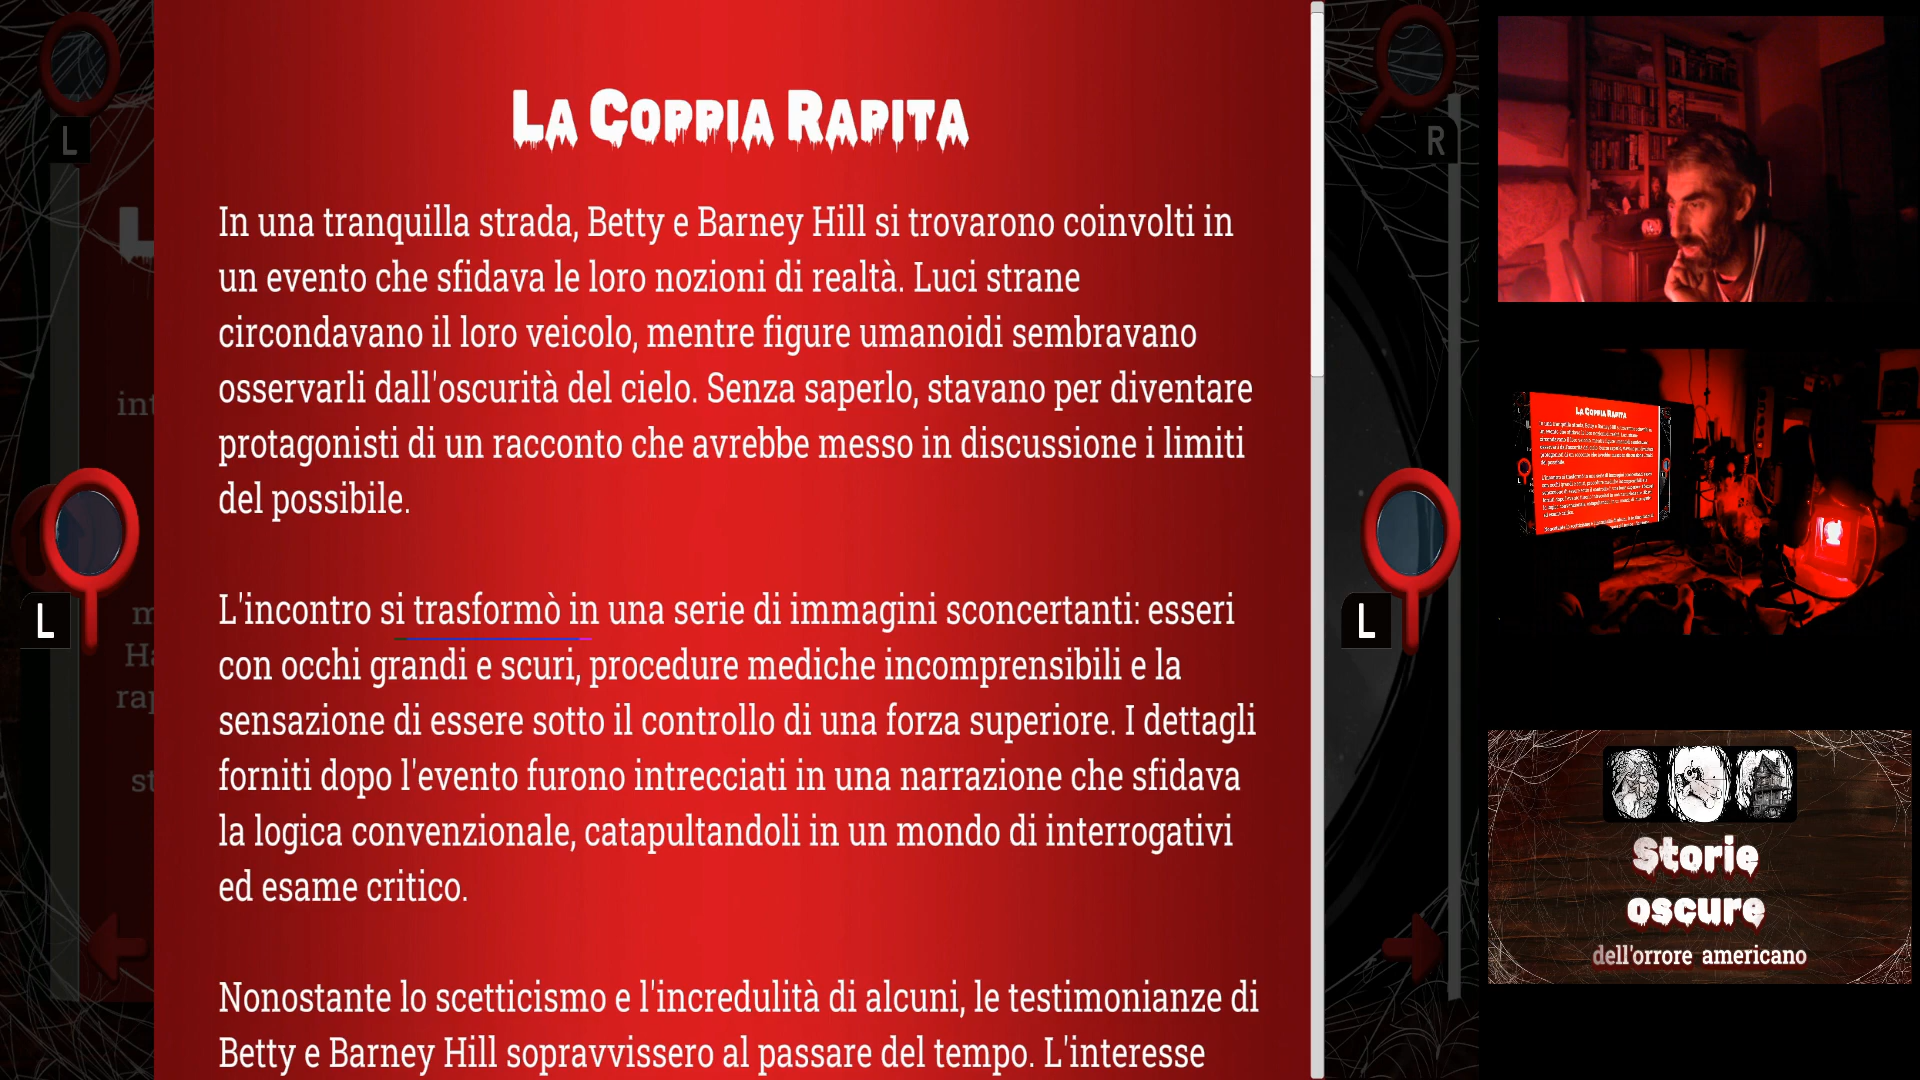 La Coppia Rapita
In una tranquilla strada, Betty e Barney Hill si trovarono coinvolti in
un evento che sfidava le loro nozioni di realtà. Luci strane
circondavano il loro veicolo, mentre figure umanoidi sembravano
osservarli dall'oscurità del cielo. Senza saperlo, stavano per diventare
protagonisti di un racconto che avrebbe messo in discussione i limiti
del possibile.
L'incontro si trasformò in una serie di immagini sconcertanti: esseri
con occhi grandi e scuri, procedure mediche incomprensibili e la
sensazione di essere sotto il controllo di una forza superiore. I dettagli
forniti dopo l'evento furono intrecciati in una narrazione che sfidava
la logica convenzionale, catapultandoli in un mondo di interrogativi
ed esame critico.
Nonostante lo scetticismo e l'incredulità di alcuni, le testimonianze di
Betty e Barney Hill sopravvissero al passare del tempo. L'interesse
L
L
R
L
Storie
oscure
dell'orrore americano
La Coppia Rapita